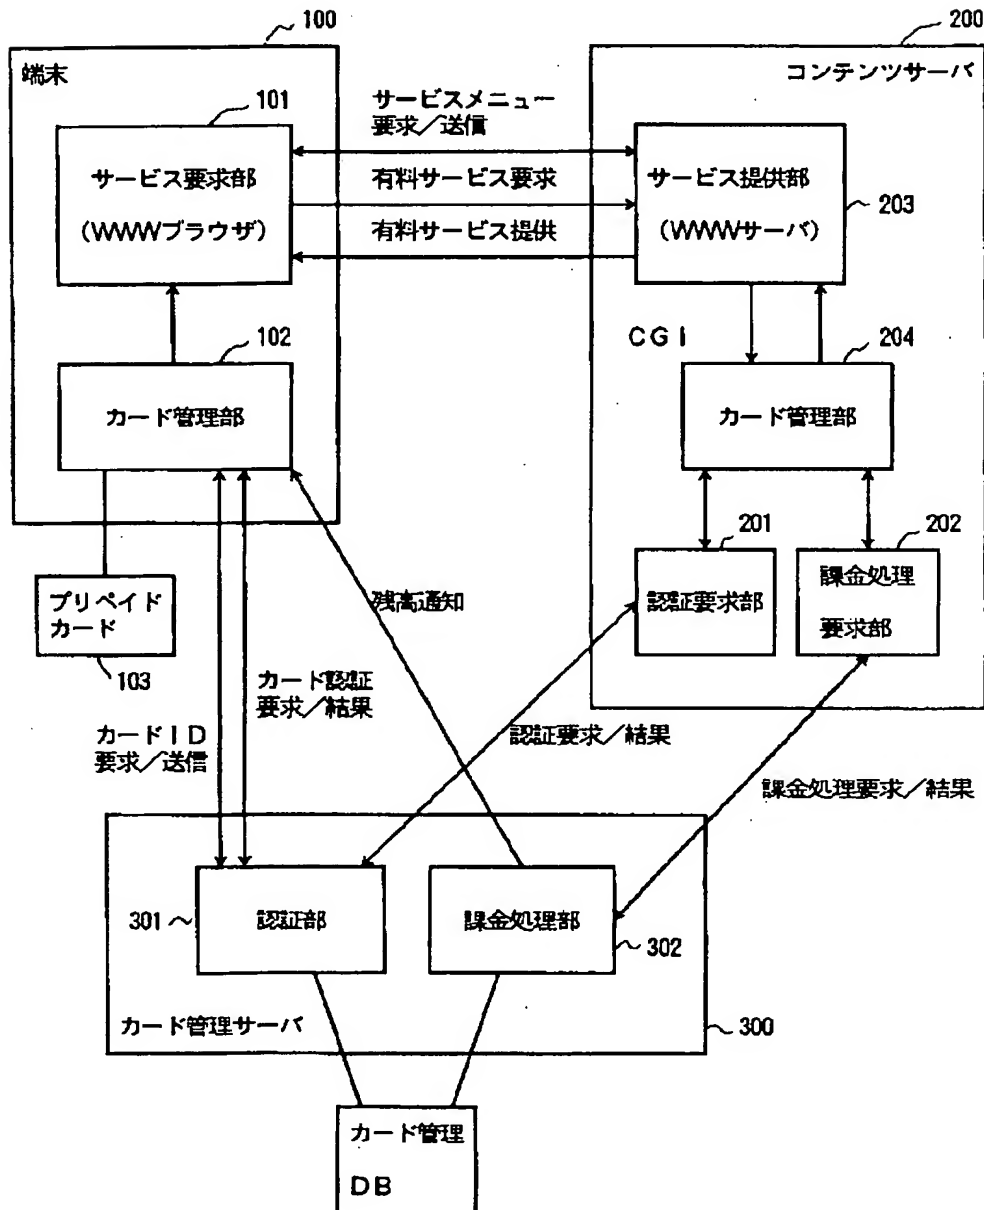 100
200
端末
コンテンツサーバ
101
サービスメニュー
要求/送信
サービス要求部
(WWWブラウザ)
有料サービス要求
有料サービス提供
サービス提供部
(WWWサーバ)
203
102
CGI
204
カード管理部
カード管理部
201
202
プリペイド
カード
103
残高通知
認証要求部
課金処理
要求部
カード認証
要求/結果
カードID
要求/送信
認証要求/結果
課金処理要求/結果
301
認証部
課金処理部
302
カード管理サーバ
300
カード管理
DB